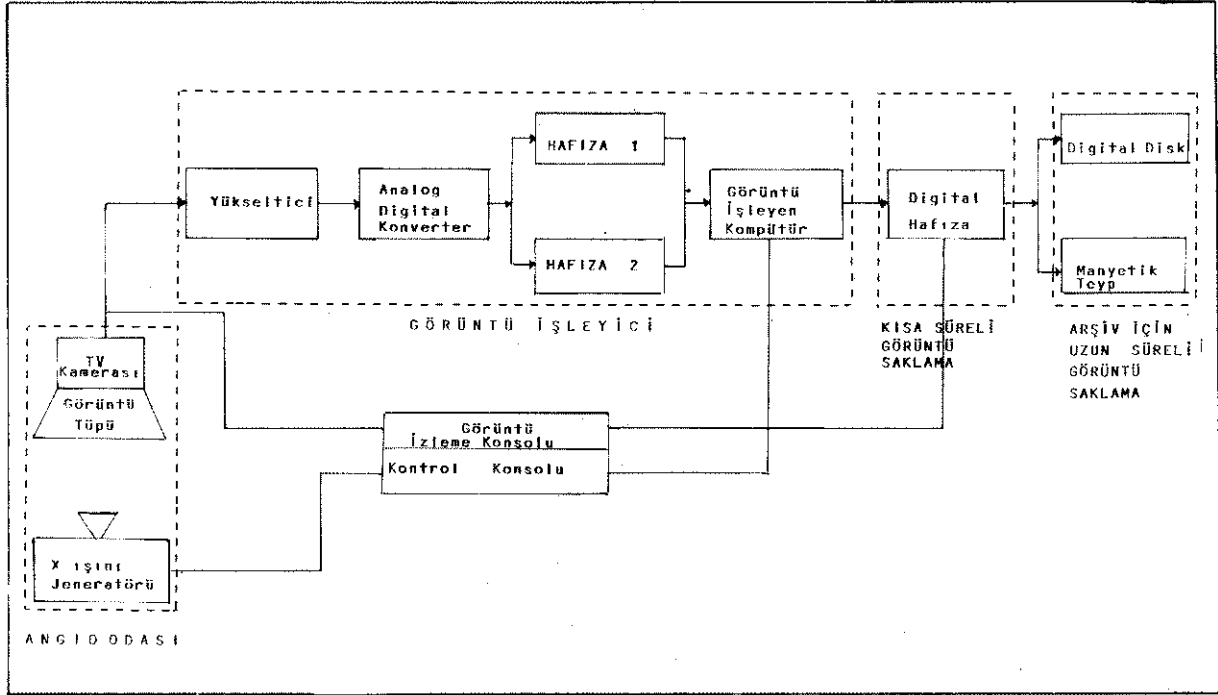 Yükseltici
Analog
Digital
Konverter
HAFIZA 1
HAFIZA 2
Görüntü
İşleyen
Kompütür
Digital
Hafıza
Digital Disk
Manyetik
Teyp
GÖRÜNTÜ İŞLEYİCİ
KISA SÜRELİ
GÖRÜNTÜ
SAKLAMA
ARŞİV İÇİN
UZUN SÜRELİ
GÖRÜNTÜ
SAKLAMA
TV
Kamerası
Görüntü
Tüpü
Görüntü
İzleme Konsolu
Kontrol Konsolu
X ışını
Jeneratörü
ANGIO ODASI